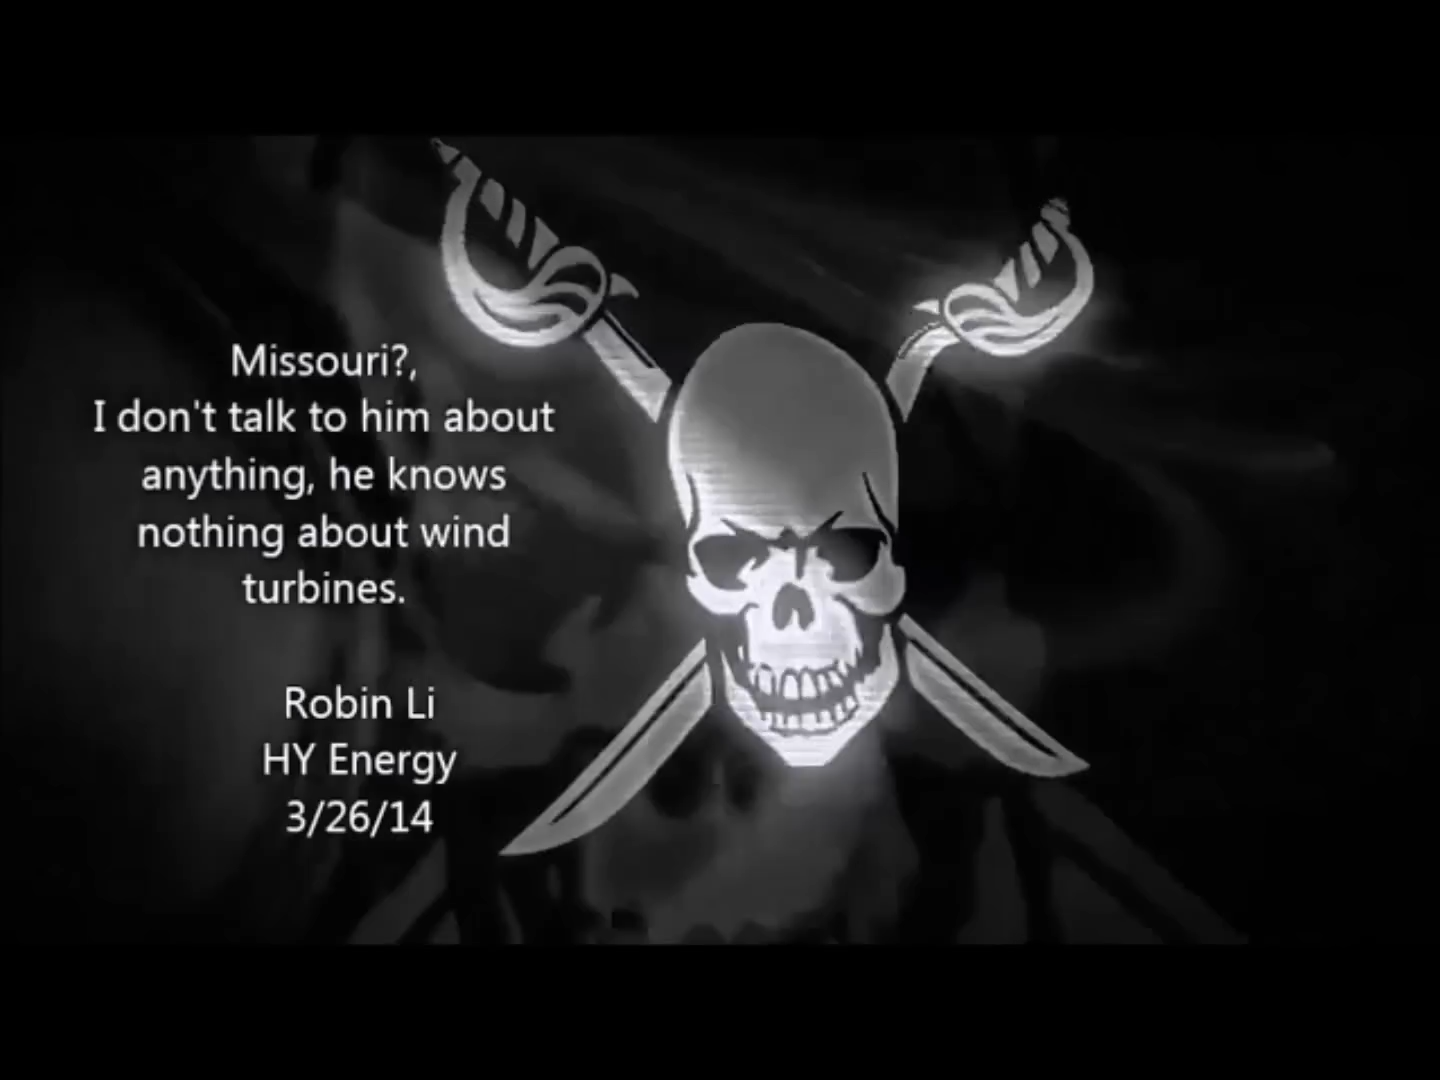 Missouri?,
I don't talk to him about
anything, he knows
nothing about wind
turbines.
Robin Li
HY Energy
3/26/14